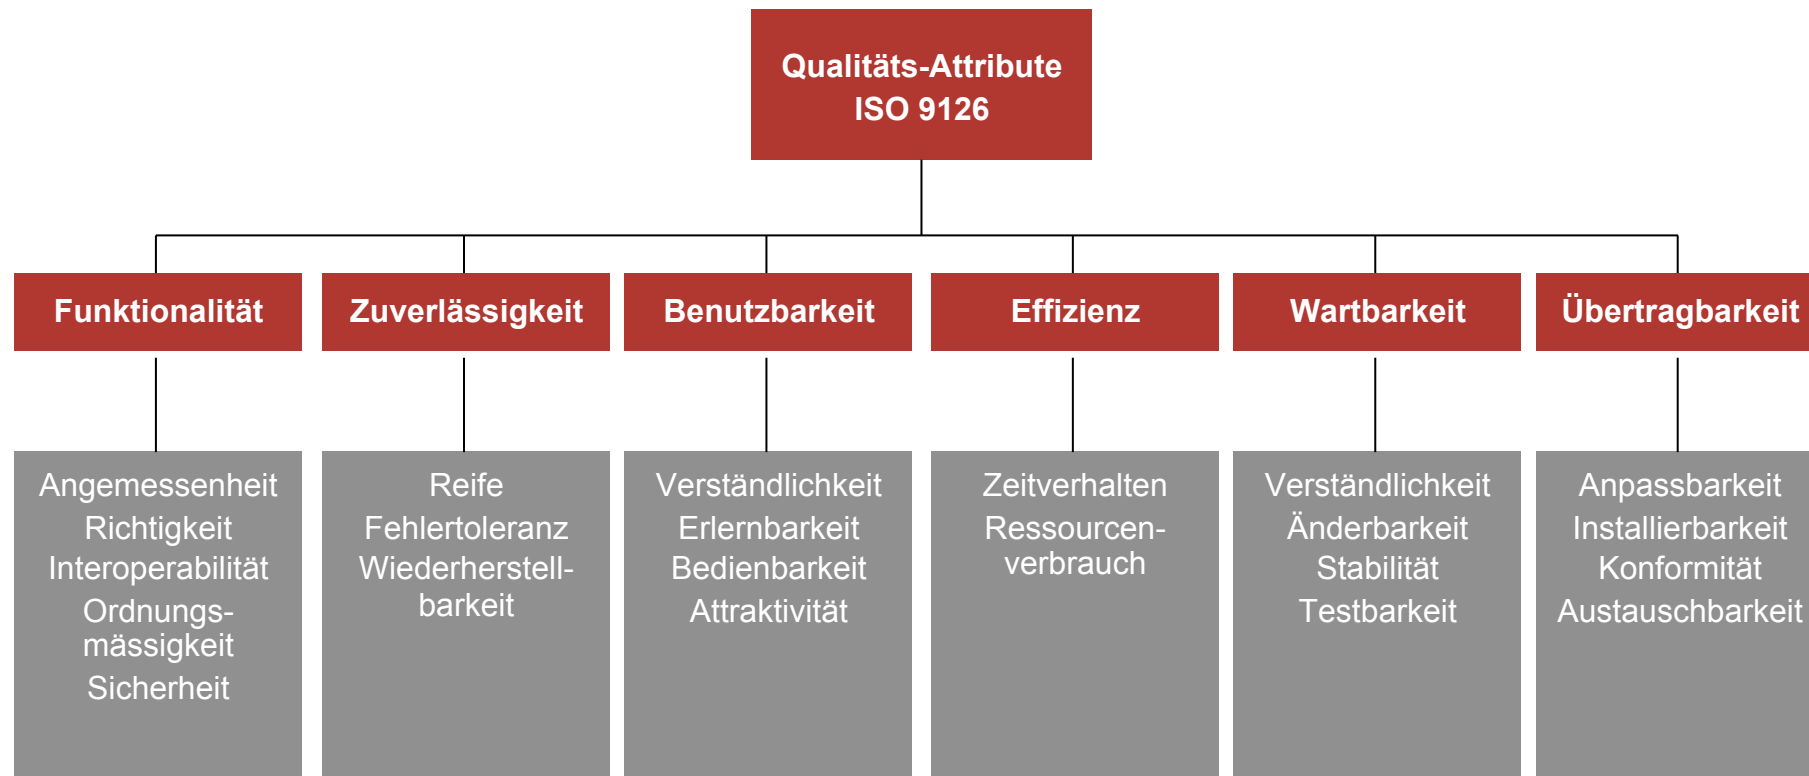 Qualitäts-Attribute
ISO 9126
Funktionalität
Zuverlässigkeit
Benutzbarkeit
Effizienz
Wartbarkeit
Übertragbarkeit
Angemessenheit
Richtigkeit
Interoperabilität
Ordnungs-
mässigkeit
Sicherheit
Reife
Fehlertoleranz
Wiederherstell-
barkeit
Verständlichkeit
Erlernbarkeit
Bedienbarkeit
Attraktivität
Zeitverhalten
Ressourcen-
verbrauch
Verständlichkeit
Änderbarkeit
Stabilität
Testbarkeit
Anpassbarkeit
Installierbarkeit
Konformität
Austauschbarkeit